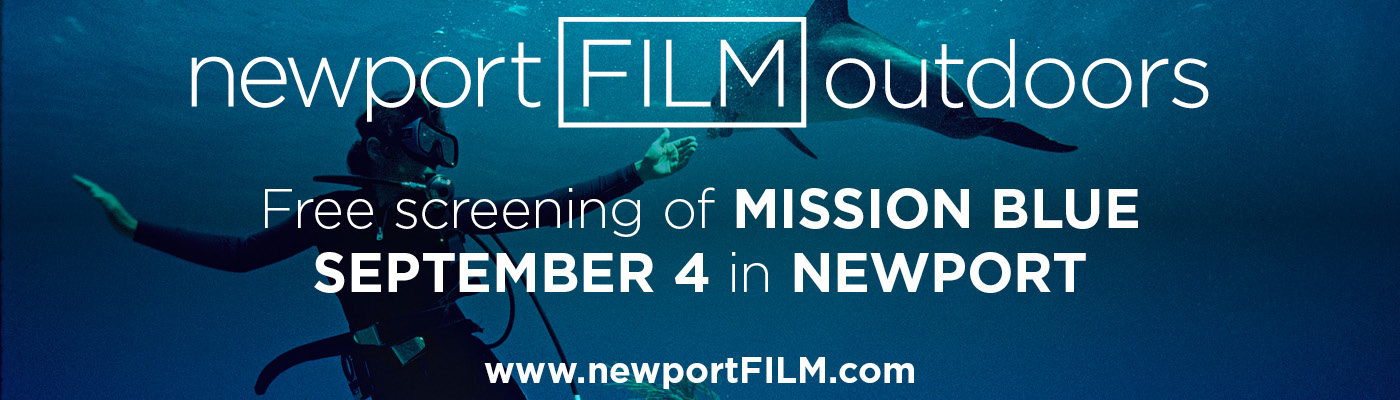 newport FILM outdoors
Free screening of MISSION BLUE
SEPTEMBER 4 in NEWPORT
www.newportFILM.com